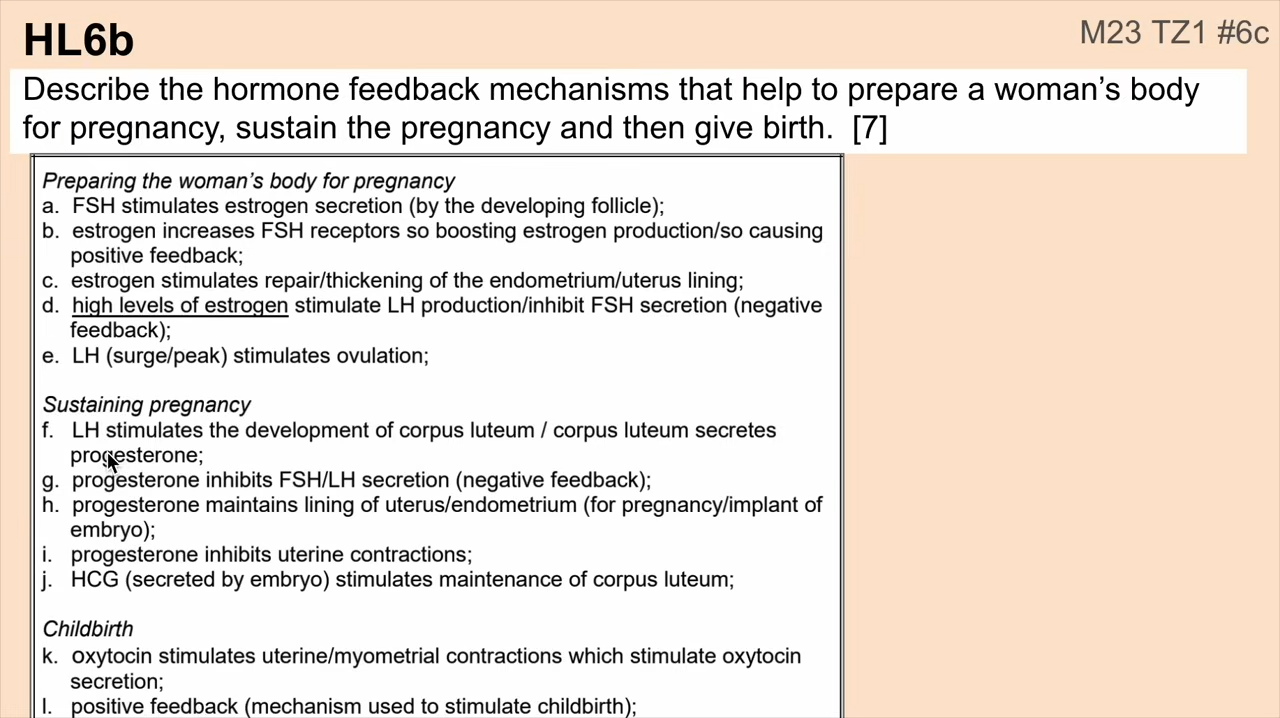 HL6b
M23 TZ1 #6c
Describe the hormone feedback mechanisms that help to prepare a woman's body
for pregnancy, sustain the pregnancy and then give birth. [7]
Preparing the woman's body for pregnancy
a. FSH stimulates estrogen secretion (by the developing follicle);
b. estrogen increases FSH receptors so boosting estrogen production/so causing
positive feedback;
c. estrogen stimulates repair/thickening of the endometrium/uterus lining;
d. high levels of estrogen stimulate LH production/inhibit FSH secretion (negative
feedback);
e. LH (surge/peak) stimulates ovulation;
Sustaining pregnancy
f. LH stimulates the development of corpus luteum / corpus luteum secretes
progesterone;
g. progesterone inhibits FSH/LH secretion (negative feedback);
h. progesterone maintains lining of uterus/endometrium (for pregnancy/implant of
embryo);
i. progesterone inhibits uterine contractions;
j. HCG (secreted by embryo) stimulates maintenance of corpus luteum;
Childbirth
k. oxytocin stimulates uterine/myometrial contractions which stimulate oxytocin
secretion;
l. positive feedback (mechanism used to stimulate childbirth);